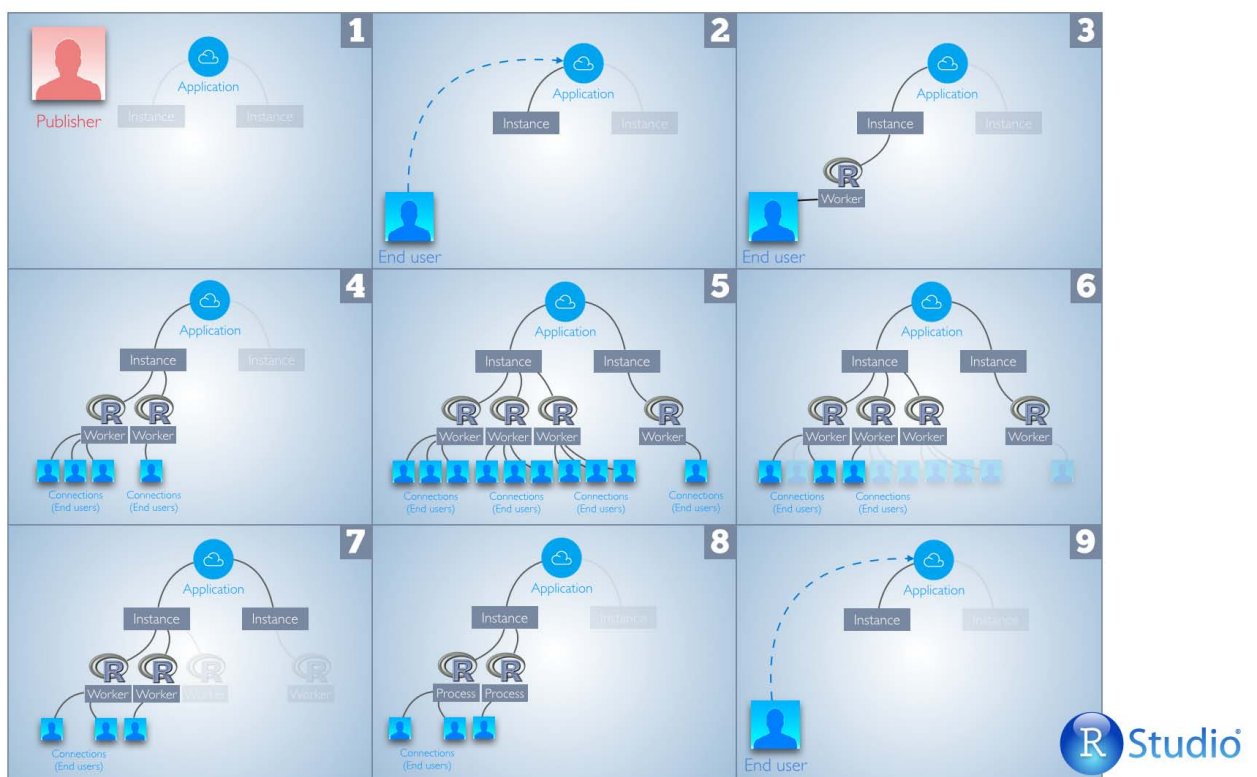 1
Application
Instance Instance
Publisher
2
Application
Instance Instance
End user
3
Application
Instance Instance
R
Worker
End user
4
Application
Instance Instance
R R
Worker Worker
Connections Connections
(End users) (End users)
5
Application
Instance Instance
R R R R
Worker Worker Worker Worker
Connections Connections Connections Connections
(End users) (End users) (End users) (End users)
6
Application
Instance Instance
R R R R
Worker Worker Worker Worker
Connections Connections
(End users) (End users)
7
Application
Instance Instance
R R R R
Worker Worker Worker Worker
Connections
(End users)
8
Application
Instance Instance
R R
Process Process
Connections
(End users)
9
Application
Instance Instance
End user
R Studio®